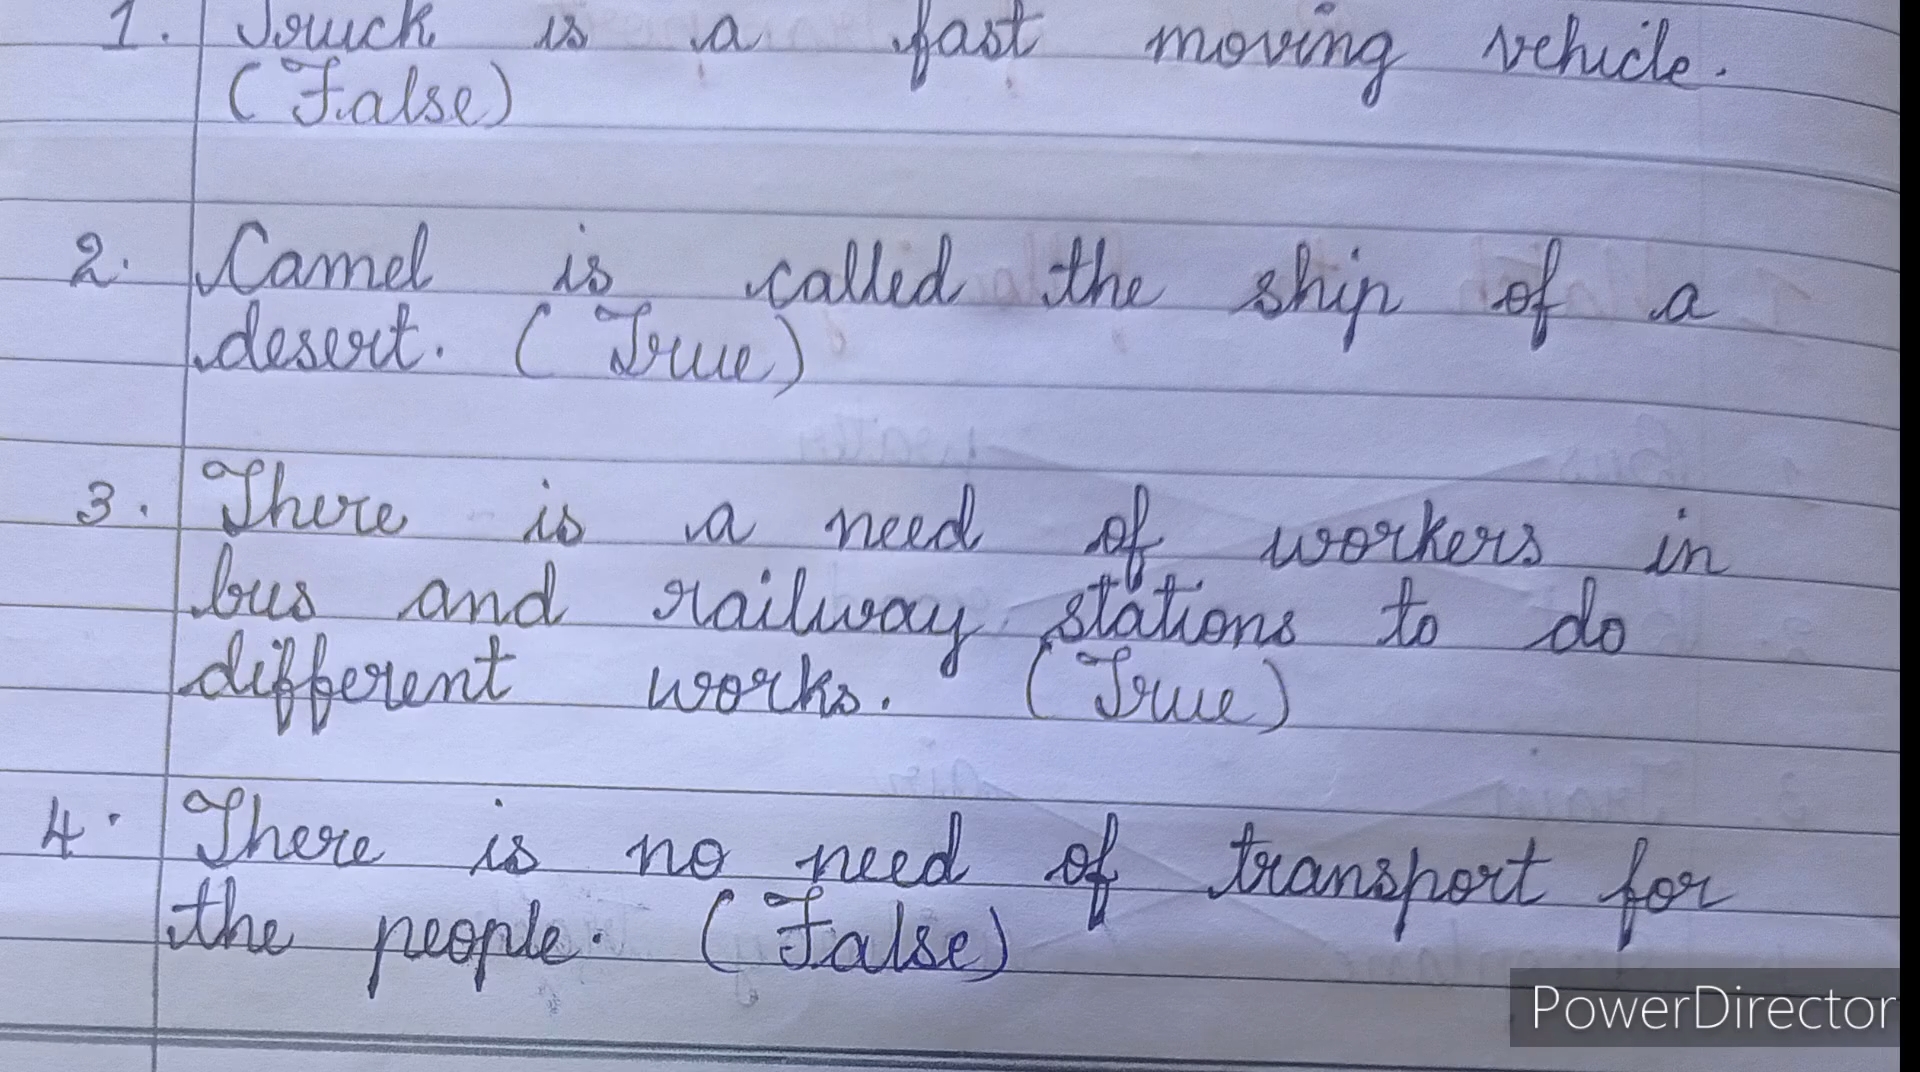 1. Truck is a fast moving vehicle.
(False)
2. Camel is called the ship of a
desert. (True)
3. There is a need of workers in
bus and railway stations to do
different works. (True)
4. There is no need of transport for
the people. (False)
PowerDirector